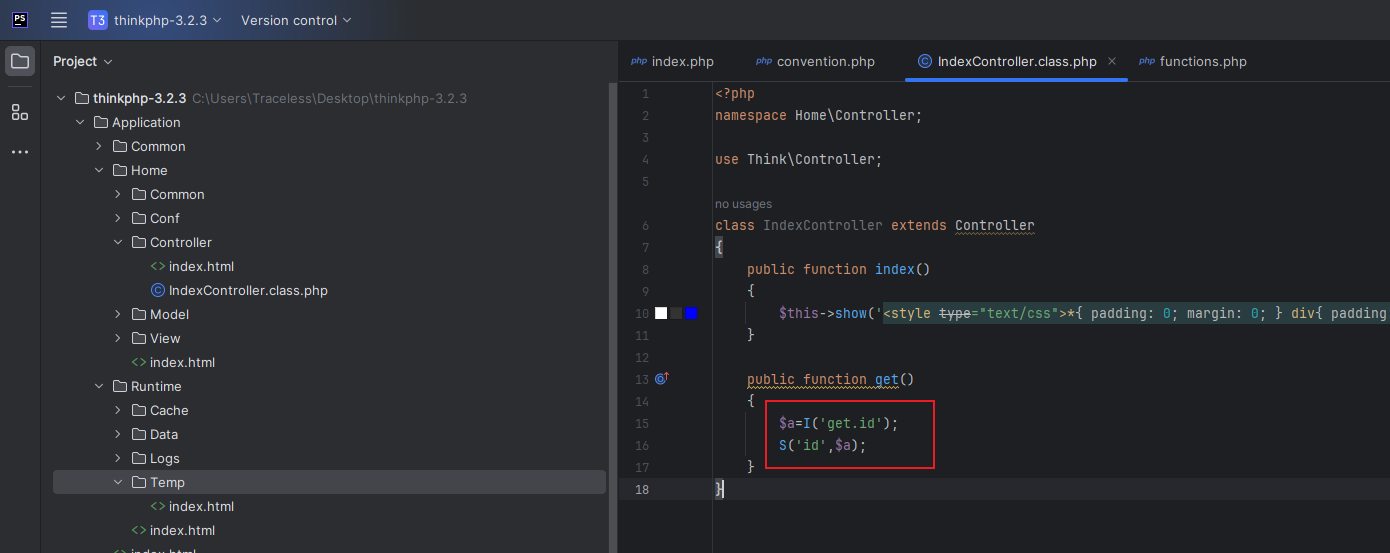 PS
T3 thinkphp-3.2.3 Version control
Project
thinkphp-3.2.3 C:\Users\Traceless\Desktop\thinkphp-3.2.3
Application
Common
Home
Common
Conf
Controller
<> index.html
© IndexController.class.php
Model
View
<> index.html
Runtime
Cache
Data
Logs
Temp
<> index.html
<> index.html
php index.php php convention.php © IndexController.class.php × php functions.php
1 <?php
2 namespace Home\Controller;
3
4 use Think\Controller;
5
no usages
6 class IndexController extends Controller
7 {
8 public function index()
9 {
10 $this->show('<style type="text/css">*{ padding: 0; margin: 0; } div{ padding
11 }
12
13 public function get()
14 {
15 $a=I('get.id');
16 S('id',$a);
17 }
18 }